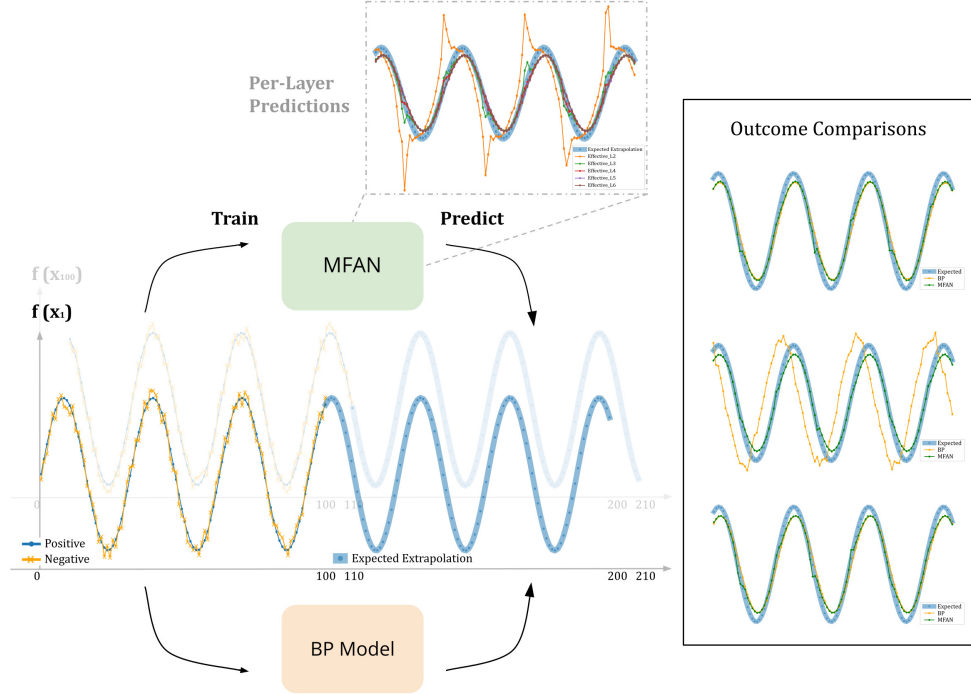 Per-Layer
Predictions
Expected Extrapolation
Effective_L2
Effective_L3
Effective_L4
Effective_L5
Effective_L6
Train
Predict
MFAN
f (x₁₀₀)
f (x₁)
0
100
110
200
210
Positive
Negative
Expected Extrapolation
0
100
110
200
210
BP Model
Outcome Comparisons
Expected
BP
MFAN
Expected
BP
MFAN
Expected
BP
MFAN